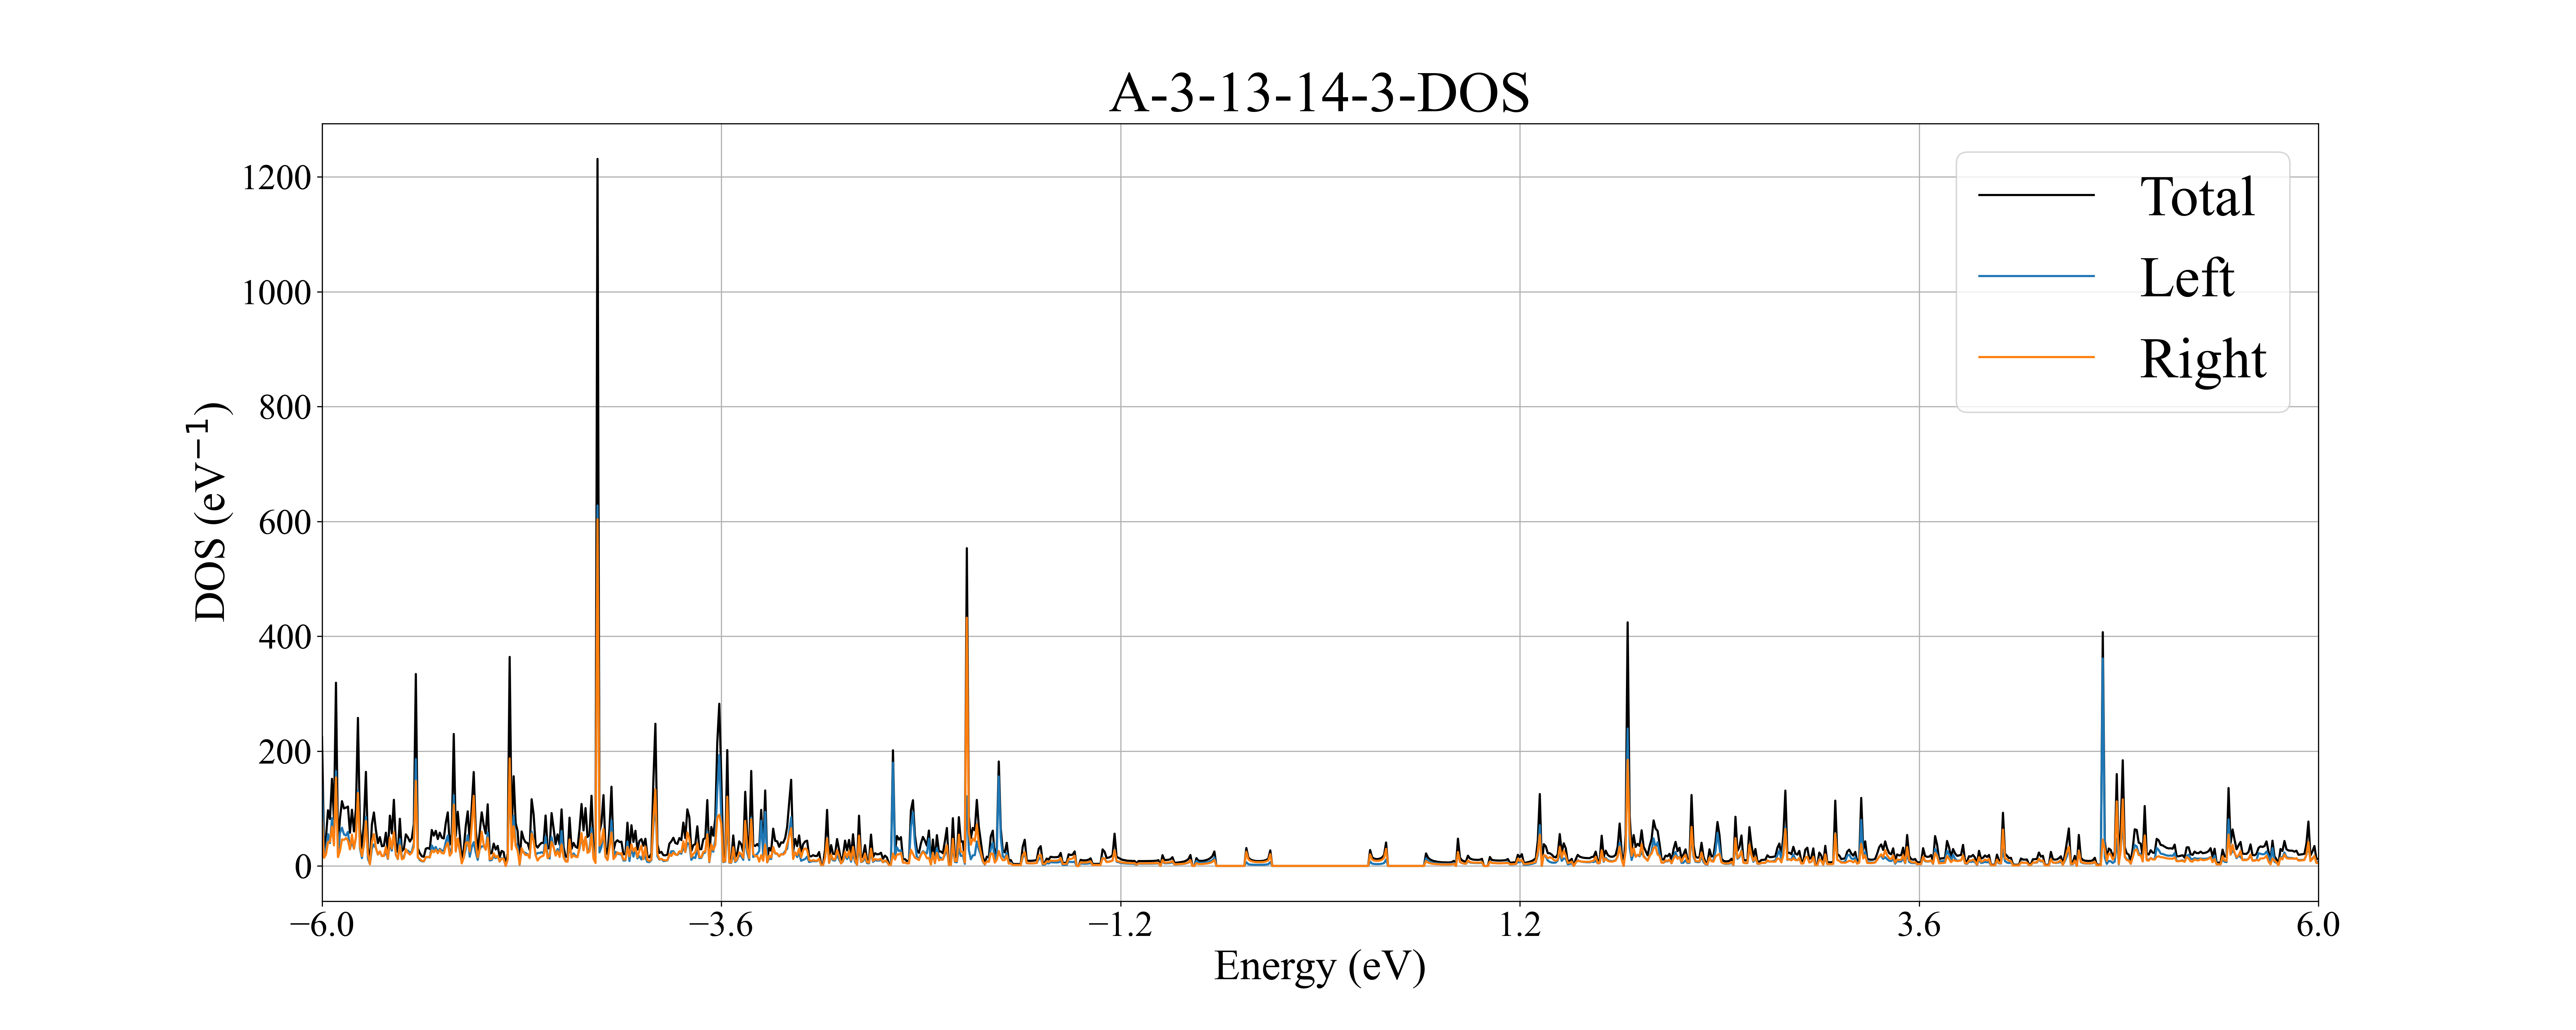 A-3-13-14-3-DOS
1200
1000
800
600
400
200
0
DOS (eV⁻¹)
Total
Left
Right
−6.0 −3.6 −1.2 1.2 3.6 6.0
Energy (eV)